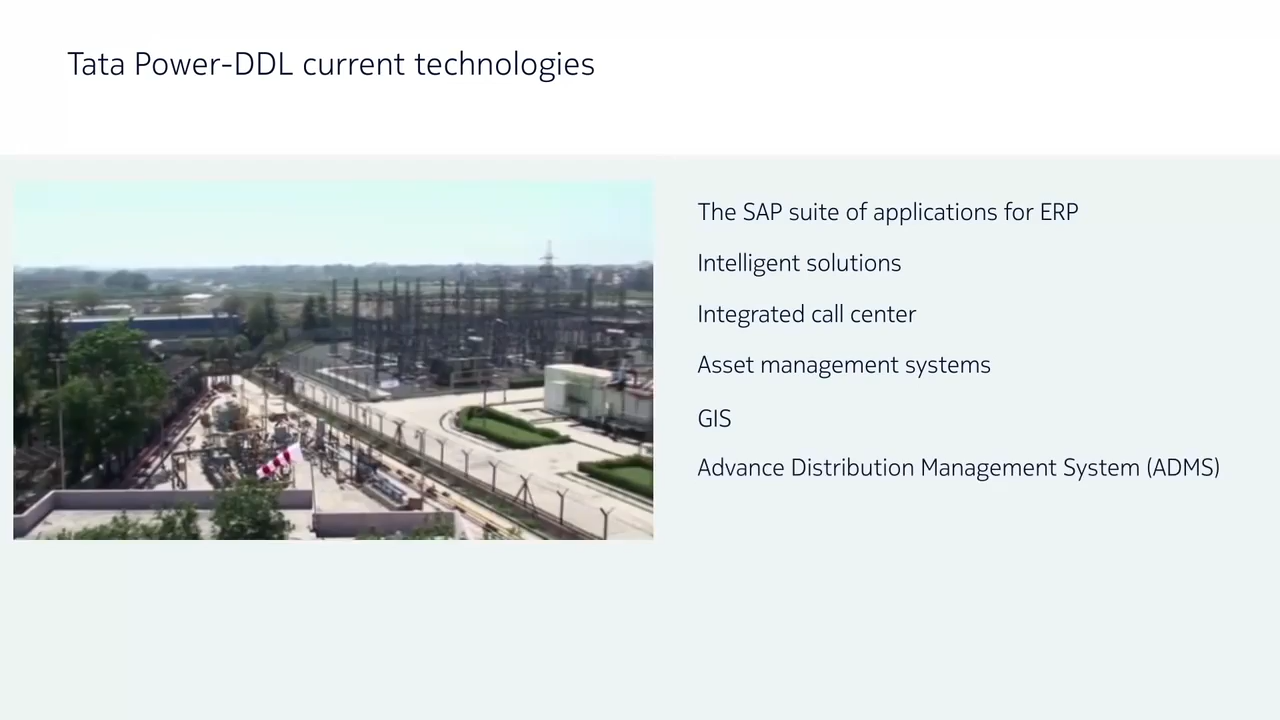 Tata Power-DDL current technologies
The SAP suite of applications for ERP
Intelligent solutions
Integrated call center
Asset management systems
GIS
Advance Distribution Management System (ADMS)